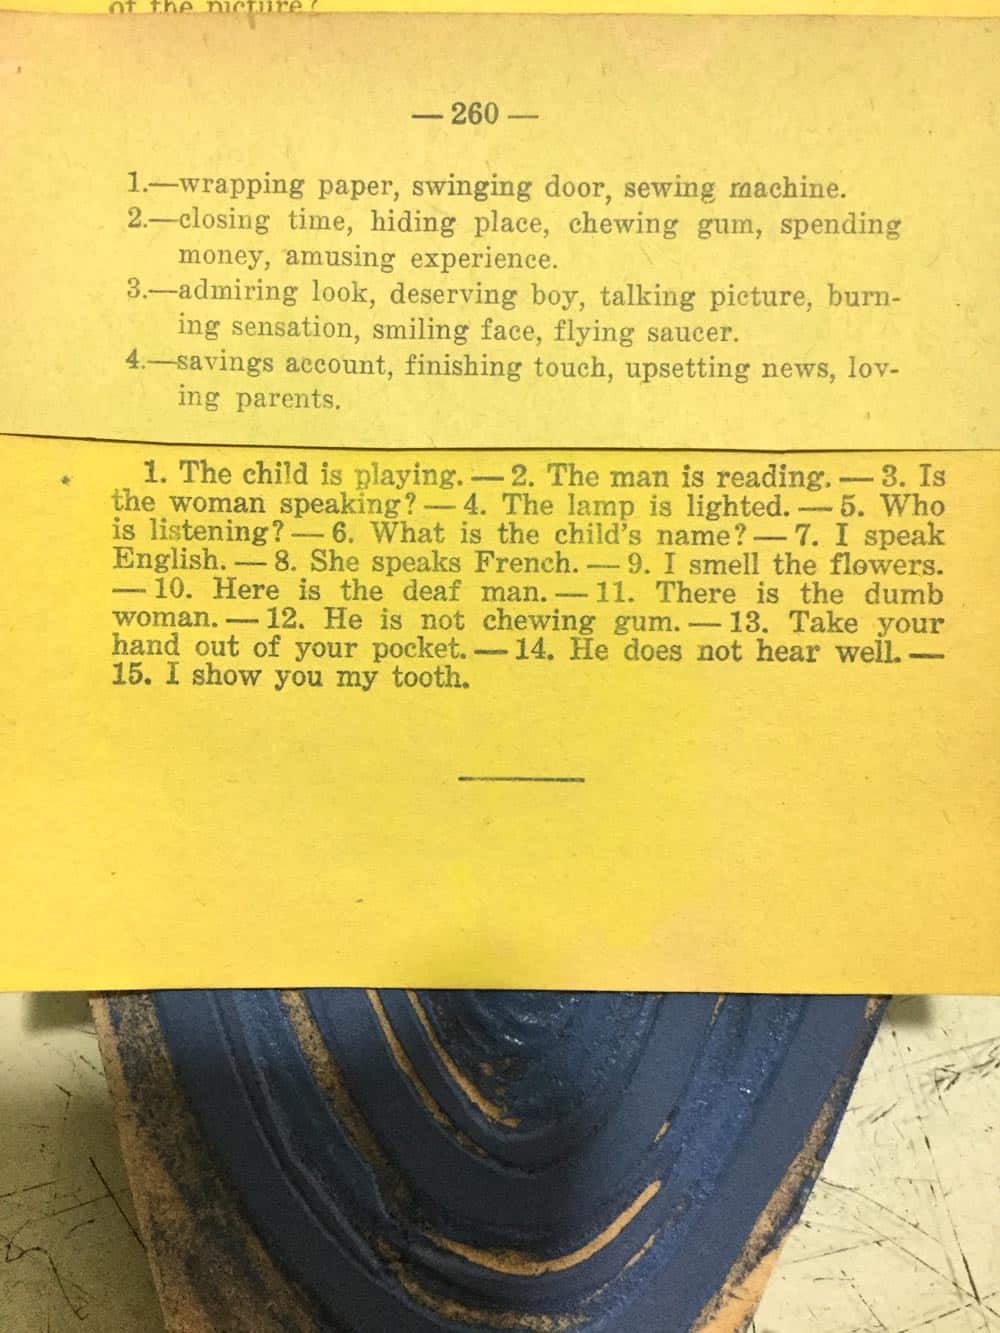 of the picture?
— 260 —
1.—wrapping paper, swinging door, sewing machine.
2.—closing time, hiding place, chewing gum, spending
money, amusing experience.
3.—admiring look, deserving boy, talking picture, burn-
ing sensation, smiling face, flying saucer.
4.—savings account, finishing touch, upsetting news, lov-
ing parents.
1. The child is playing. — 2. The man is reading. — 3. Is
the woman speaking? — 4. The lamp is lighted. — 5. Who
is listening? — 6. What is the child's name? — 7. I speak
English. — 8. She speaks French. — 9. I smell the flowers.
— 10. Here is the deaf man. — 11. There is the dumb
woman. — 12. He is not chewing gum. — 13. Take your
hand out of your pocket. — 14. He does not hear well. —
15. I show you my tooth.